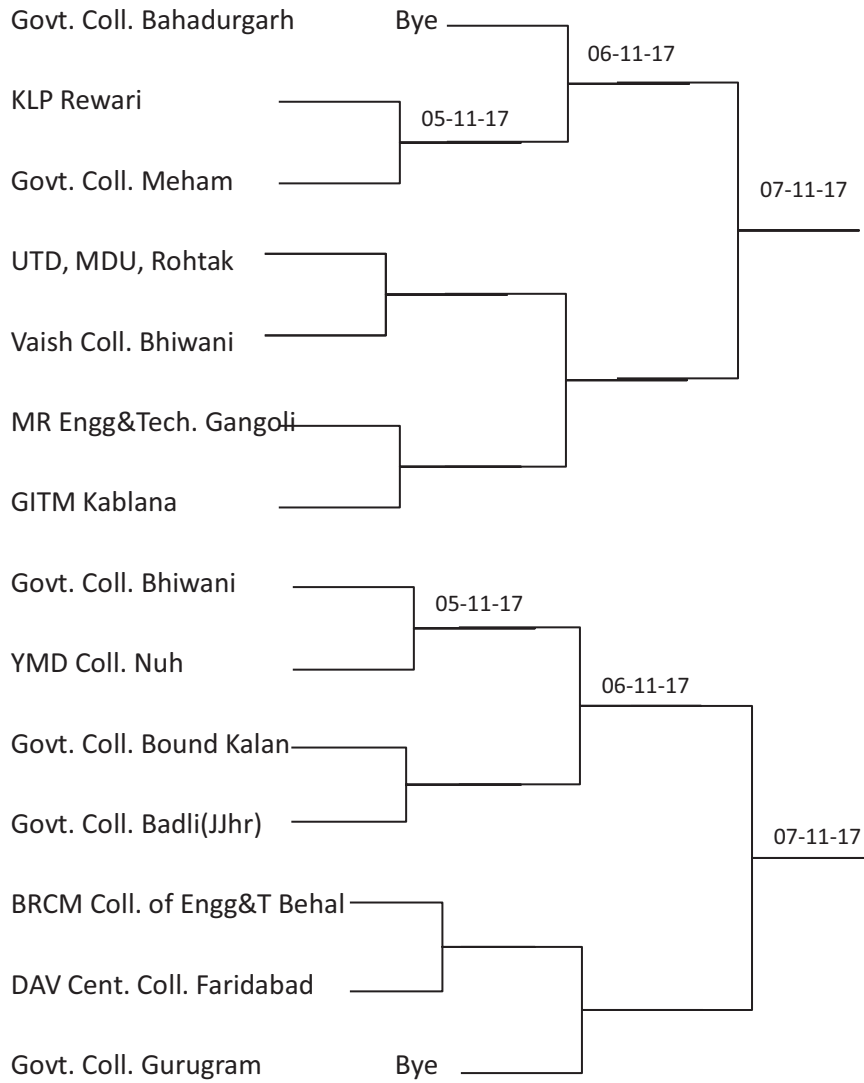 Govt. Coll. Bahadurgarh Bye
06-11-17
KLP Rewari
05-11-17
Govt. Coll. Meham
07-11-17
UTD, MDU, Rohtak
Vaish Coll. Bhiwani
MR Engg&Tech. Gangoli
GITM Kablana
Govt. Coll. Bhiwani
05-11-17
YMD Coll. Nuh
06-11-17
Govt. Coll. Bound Kalan
Govt. Coll. Badli(JJhr)
07-11-17
BRCM Coll. of Engg&T Behal
DAV Cent. Coll. Faridabad
Govt. Coll. Gurugram Bye